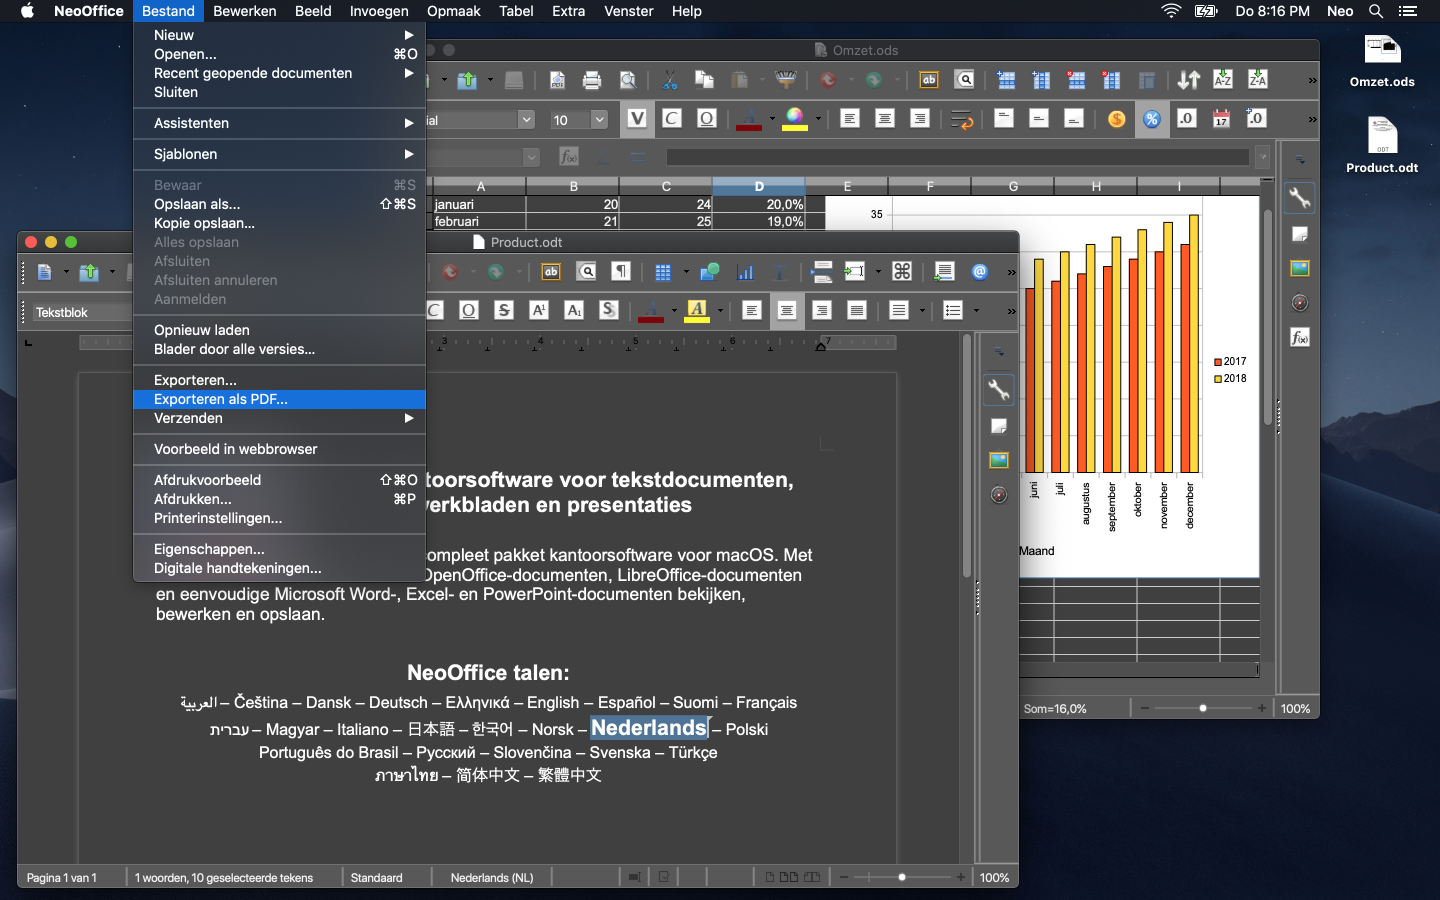 NeoOffice Bestand Bewerken Beeld Invoegen Opmaak Tabel Extra Venster Help Do 8:16 PM Neo
Nieuw
Openen... ⌘O
Recent geopende documenten
Sluiten
Assistenten
Sjablonen
Bewaar ⌘S
Opslaan als... ⇧⌘S
Kopie opslaan...
Alles opslaan
Afsluiten
Afsluiten annuleren
Aanmelden
Opnieuw laden
Blader door alle versies...
Exporteren...
Exporteren als PDF...
Verzenden
Voorbeeld in webbrowser
Afdrukvoorbeeld ⇧⌘O
Afdrukken... ⌘P
Printerinstellingen...
Eigenschappen...
Digitale handtekeningen...
Omzet.ods
ial 10
A B C D E F G H I
januari 20 24 20,0%
februari 21 25 19,0%
35
2017
2018
juni
juli
augustus
september
oktober
november
december
Maand
Som=16,0% 100%
Omzet.ods
Product.odt
Product.odt
Tekstblok
3 4 5 6 7
toorsoftware voor tekstdocumenten,
erkbladen en presentaties
ompleet pakket kantoorsoftware voor macOS. Met
OpenOffice-documenten, LibreOffice-documenten
en eenvoudige Microsoft Word-, Excel- en PowerPoint-documenten bekijken,
bewerken en opslaan.
NeoOffice talen:
العربية – Čeština – Dansk – Deutsch – Ελληνικά – English – Español – Suomi – Français
עברית – Magyar – Italiano – 日本語 – 한국어 – Norsk – Nederlands – Polski
Português do Brasil – Русский – Slovenčina – Svenska – Türkçe
ภาษาไทย – 简体中文 – 繁體中文
Pagina 1 van 1 1 woorden, 10 geselecteerde tekens Standaard Nederlands (NL) 100%